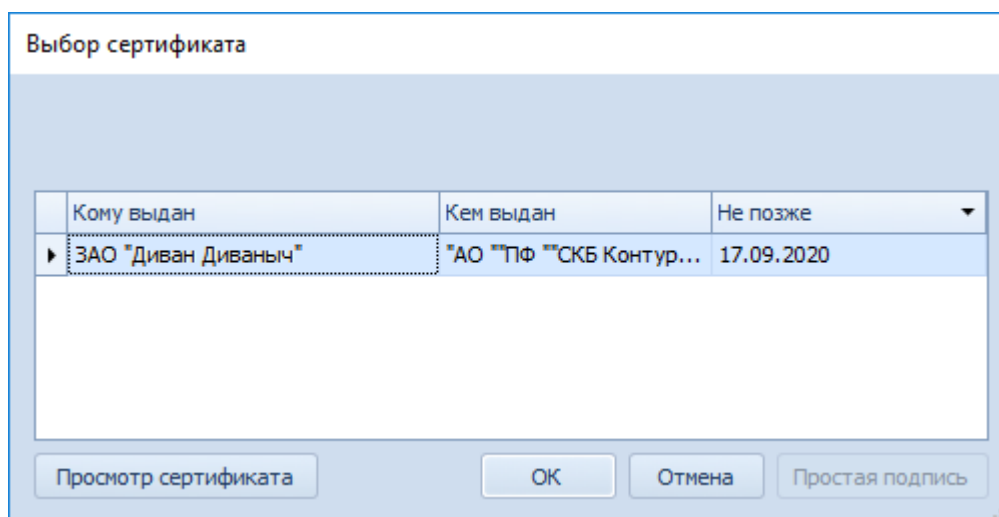 Выбор сертификата
Кому выдан Кем выдан Не позже
ЗАО "Диван Диваныч" "АО ""ПФ ""СКБ Контур... 17.09.2020
Просмотр сертификата ОК Отмена Простая подпись